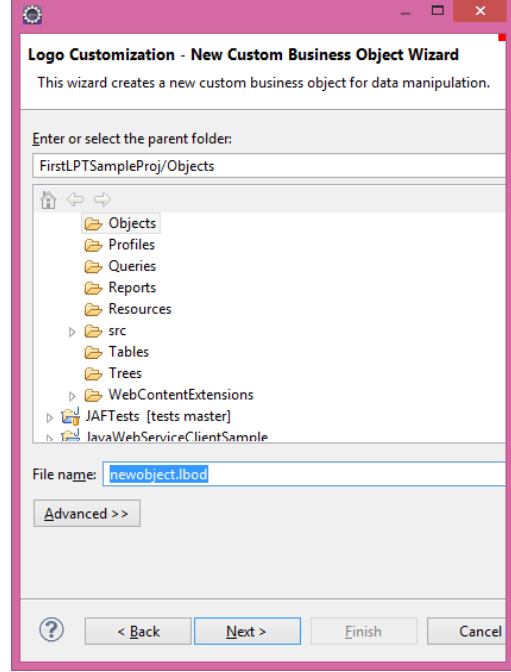 Logo Customization - New Custom Business Object Wizard
This wizard creates a new custom business object for data manipulation.
Enter or select the parent folder:
FirstLPTSampleProj/Objects
Objects
Profiles
Queries
Reports
Resources
src
Tables
Trees
WebContentExtensions
JAFTests [tests master]
JavaWebServiceClientSample
File name: newobject.lbod
Advanced >>
< Back Next > Finish Cancel